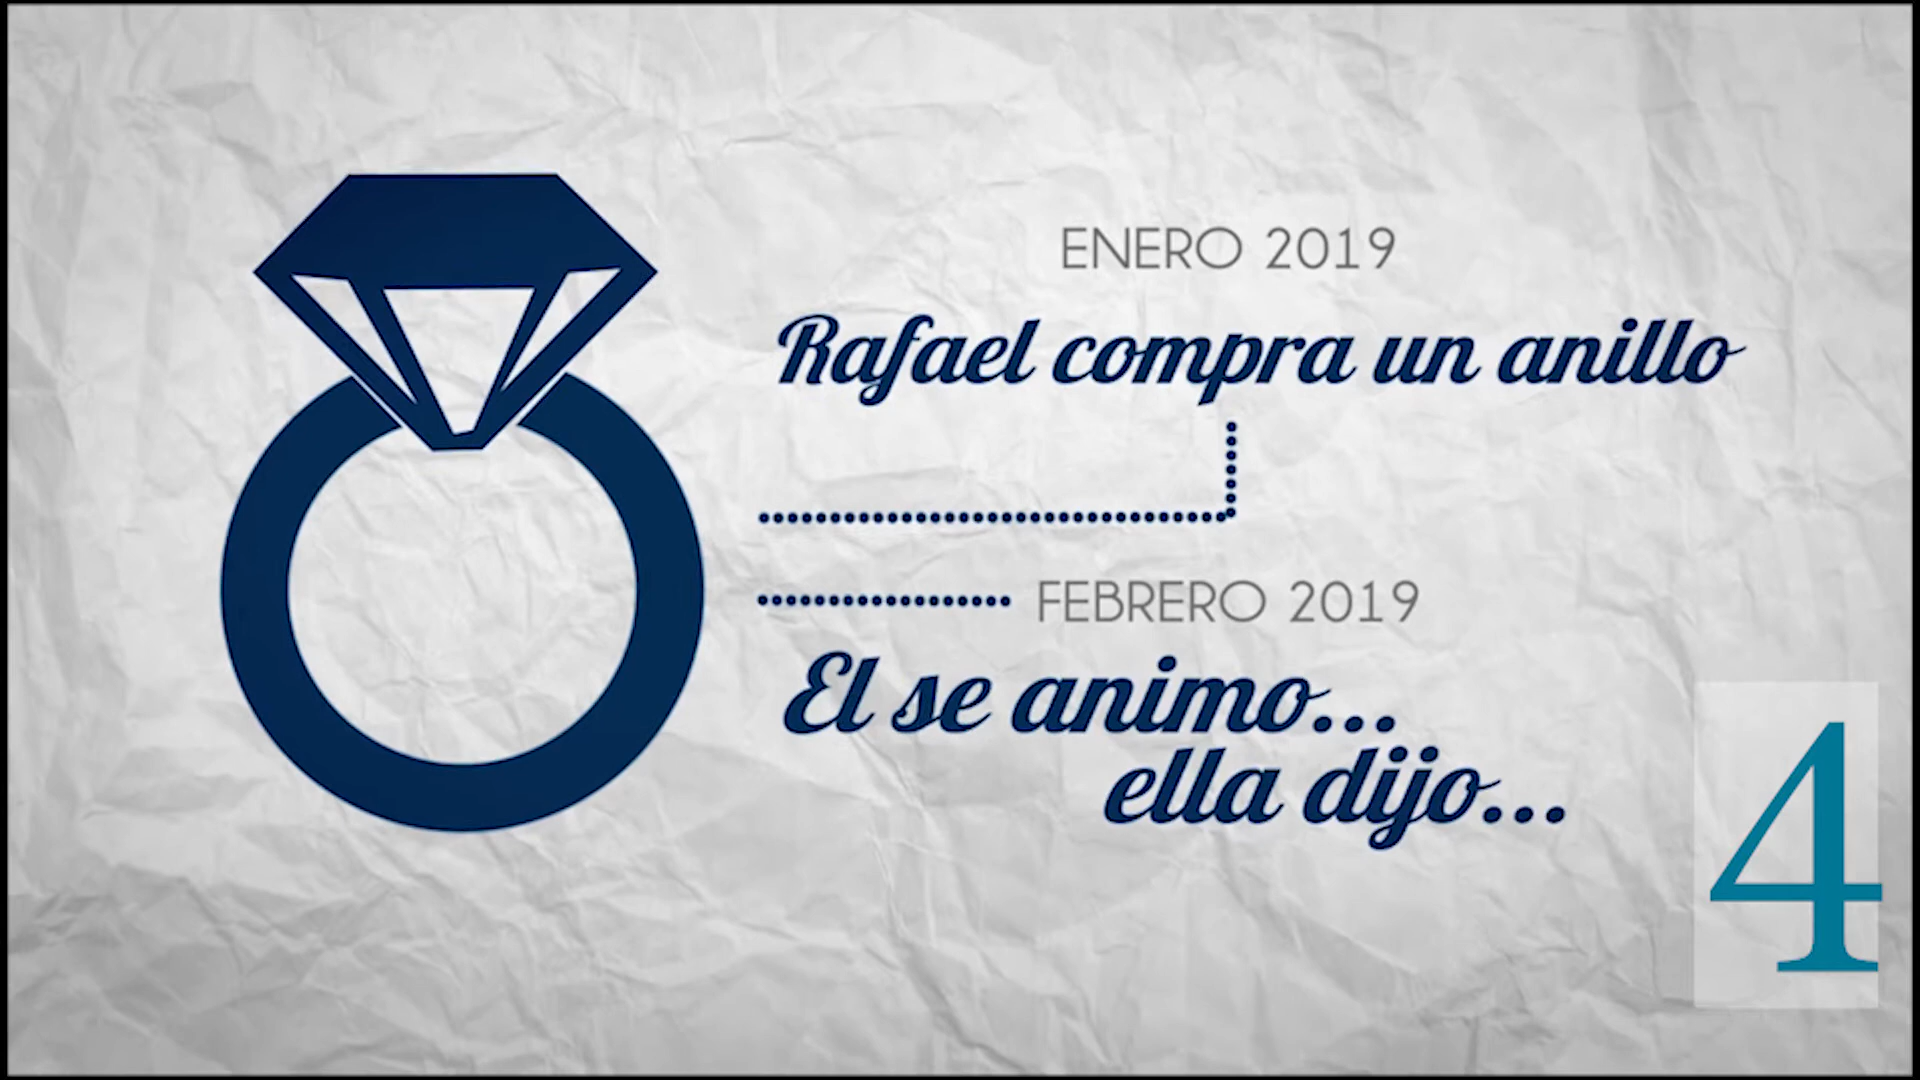 ENERO 2019
Rafael compra un anillo
FEBRERO 2019
El se animo...
ella dijo...
4